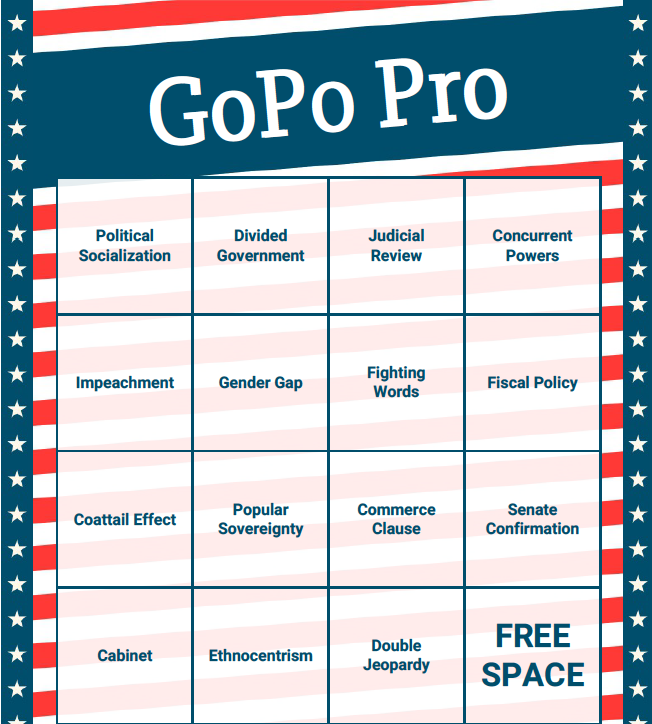 GoPo Pro
Political
Socialization
Divided
Government
Judicial
Review
Concurrent
Powers
Impeachment
Gender Gap
Fighting
Words
Fiscal Policy
Coattail Effect
Popular
Sovereignty
Commerce
Clause
Senate
Confirmation
Cabinet
Ethnocentrism
Double
Jeopardy
FREE
SPACE